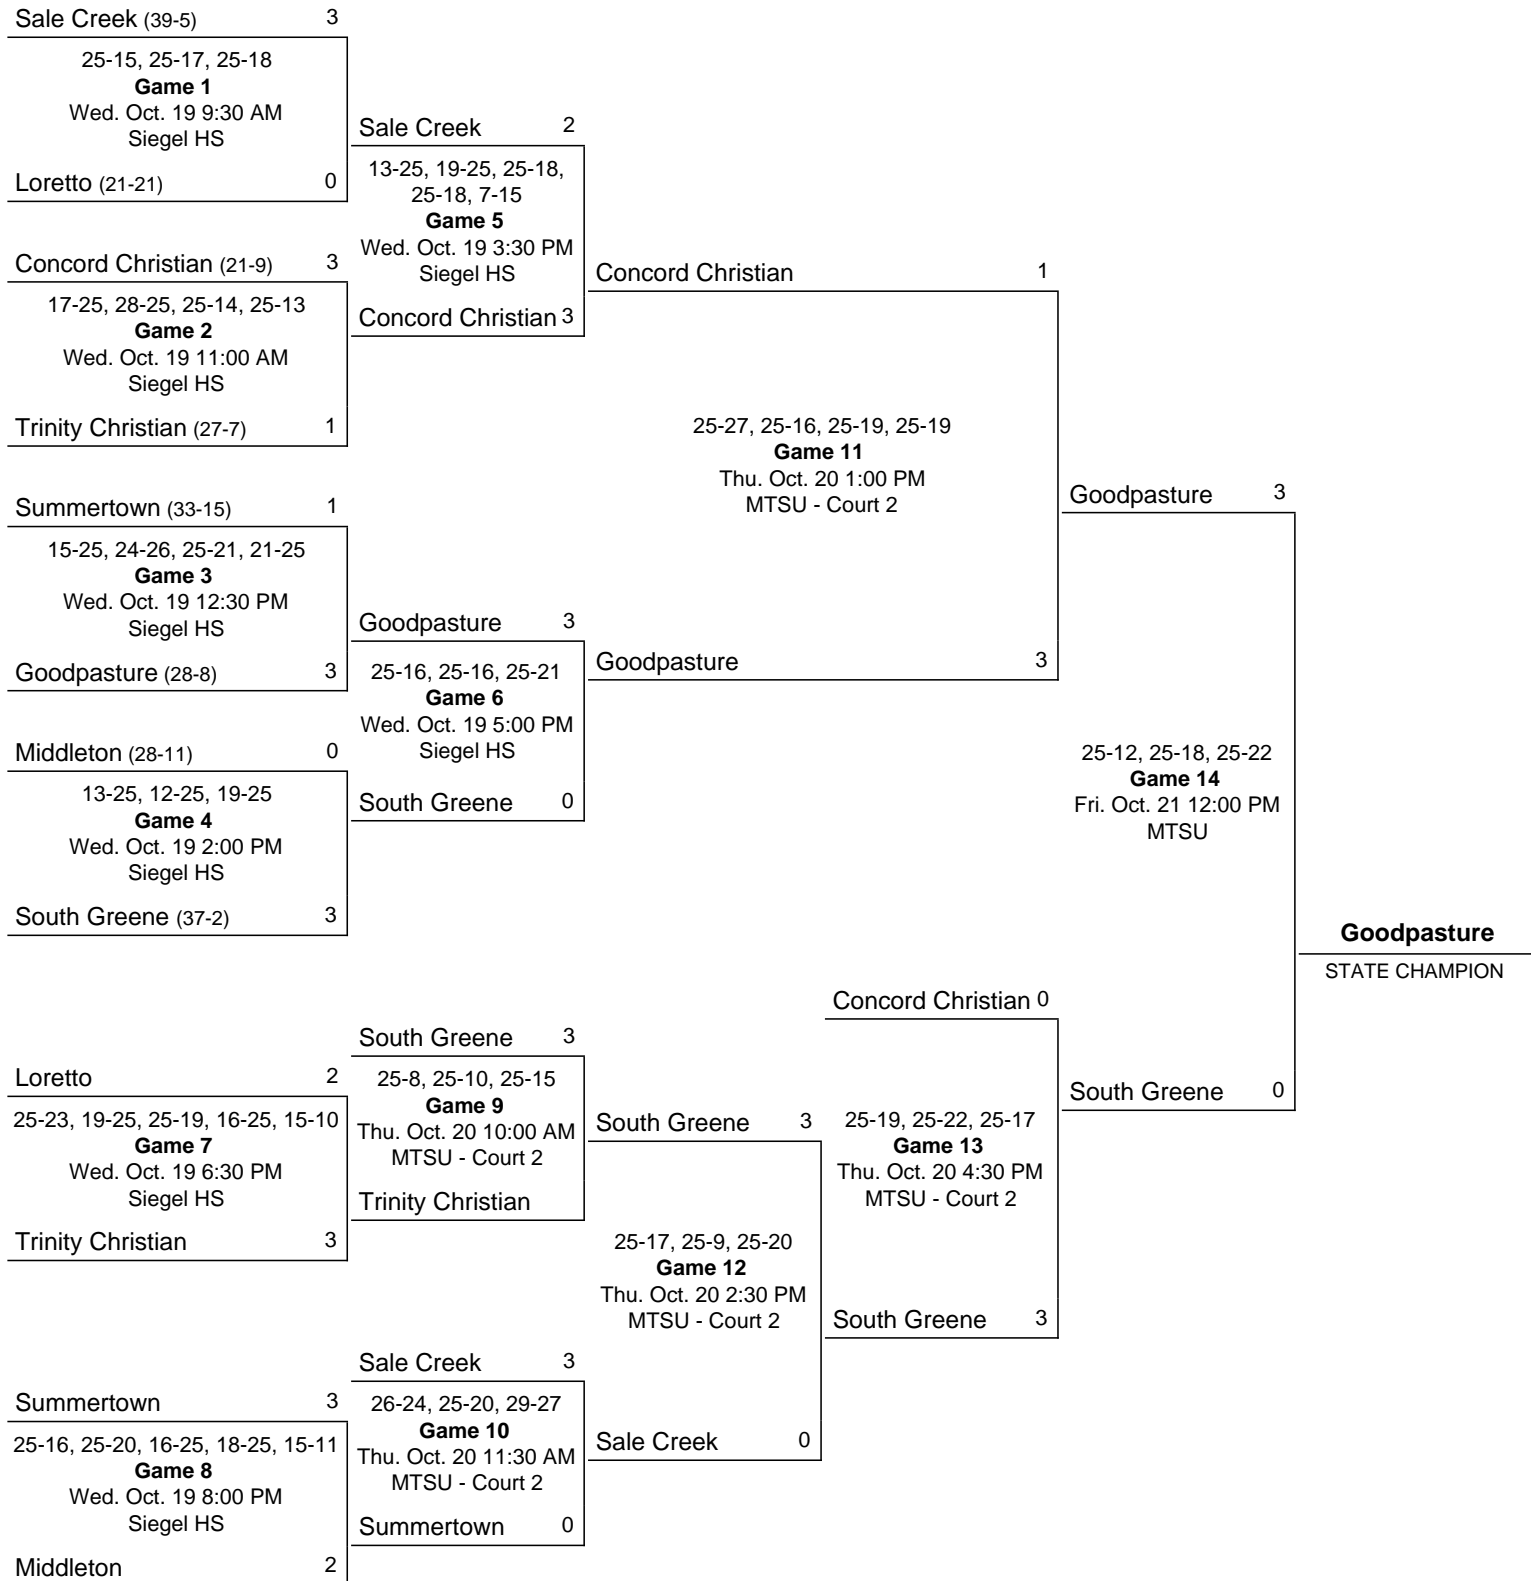 Sale Creek (39-5) 3
25-15, 25-17, 25-18
Game 1
Wed. Oct. 19 9:30 AM
Siegel HS
Loretto (21-21) 0
Concord Christian (21-9) 3
17-25, 28-25, 25-14, 25-13
Game 2
Wed. Oct. 19 11:00 AM
Siegel HS
Trinity Christian (27-7) 1
Summertown (33-15) 1
15-25, 24-26, 25-21, 21-25
Game 3
Wed. Oct. 19 12:30 PM
Siegel HS
Goodpasture (28-8) 3
Middleton (28-11) 0
13-25, 12-25, 19-25
Game 4
Wed. Oct. 19 2:00 PM
Siegel HS
South Greene (37-2) 3
Sale Creek 2
13-25, 19-25, 25-18,
25-18, 7-15
Game 5
Wed. Oct. 19 3:30 PM
Siegel HS
Concord Christian 3
Goodpasture 3
25-16, 25-16, 25-21
Game 6
Wed. Oct. 19 5:00 PM
Siegel HS
South Greene 0
Concord Christian 1
25-27, 25-16, 25-19, 25-19
Game 11
Thu. Oct. 20 1:00 PM
MTSU - Court 2
Goodpasture 3
Goodpasture 3
25-12, 25-18, 25-22
Game 14
Fri. Oct. 21 12:00 PM
MTSU
South Greene 0
Goodpasture
STATE CHAMPION
Loretto 2
25-23, 19-25, 25-19, 16-25, 15-10
Game 7
Wed. Oct. 19 6:30 PM
Siegel HS
Trinity Christian 3
Summertown 3
25-16, 25-20, 16-25, 18-25, 15-11
Game 8
Wed. Oct. 19 8:00 PM
Siegel HS
Middleton 2
South Greene 3
25-8, 25-10, 25-15
Game 9
Thu. Oct. 20 10:00 AM
MTSU - Court 2
Trinity Christian
Sale Creek 3
26-24, 25-20, 29-27
Game 10
Thu. Oct. 20 11:30 AM
MTSU - Court 2
Summertown 0
South Greene 3
25-17, 25-9, 25-20
Game 12
Thu. Oct. 20 2:30 PM
MTSU - Court 2
Sale Creek 0
Concord Christian 0
25-19, 25-22, 25-17
Game 13
Thu. Oct. 20 4:30 PM
MTSU - Court 2
South Greene 3